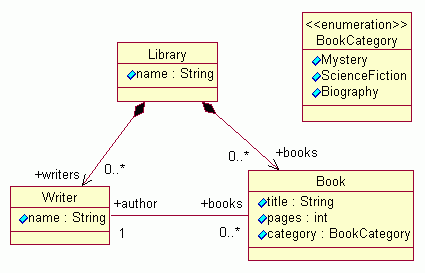 <<enumeration>>
BookCategory
Mystery
ScienceFiction
Biography
Library
name : String
+writers
0..*
0..*
+books
Writer
name : String
+author
1
+books
0..*
Book
title : String
pages : int
category : BookCategory